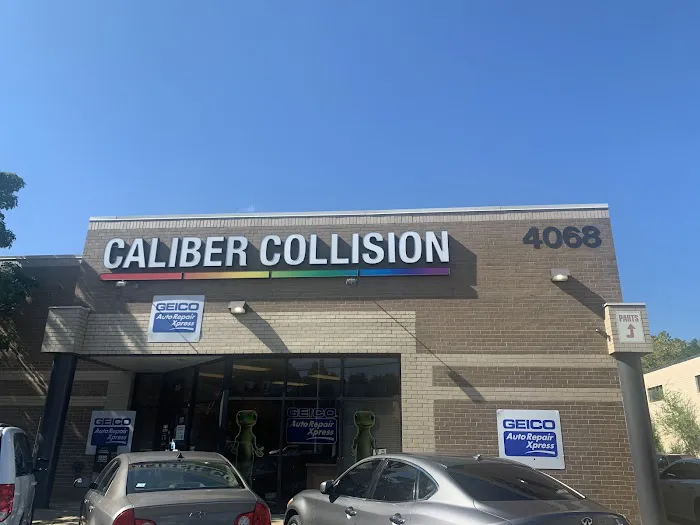 CALIBER COLLISION
4068
GEICO
Auto Repair
Xpress
PARTS
GEICO
Auto Repair
Xpress
GEICO
Auto Repair
Xpress
GEICO
Auto Repair
Xpress